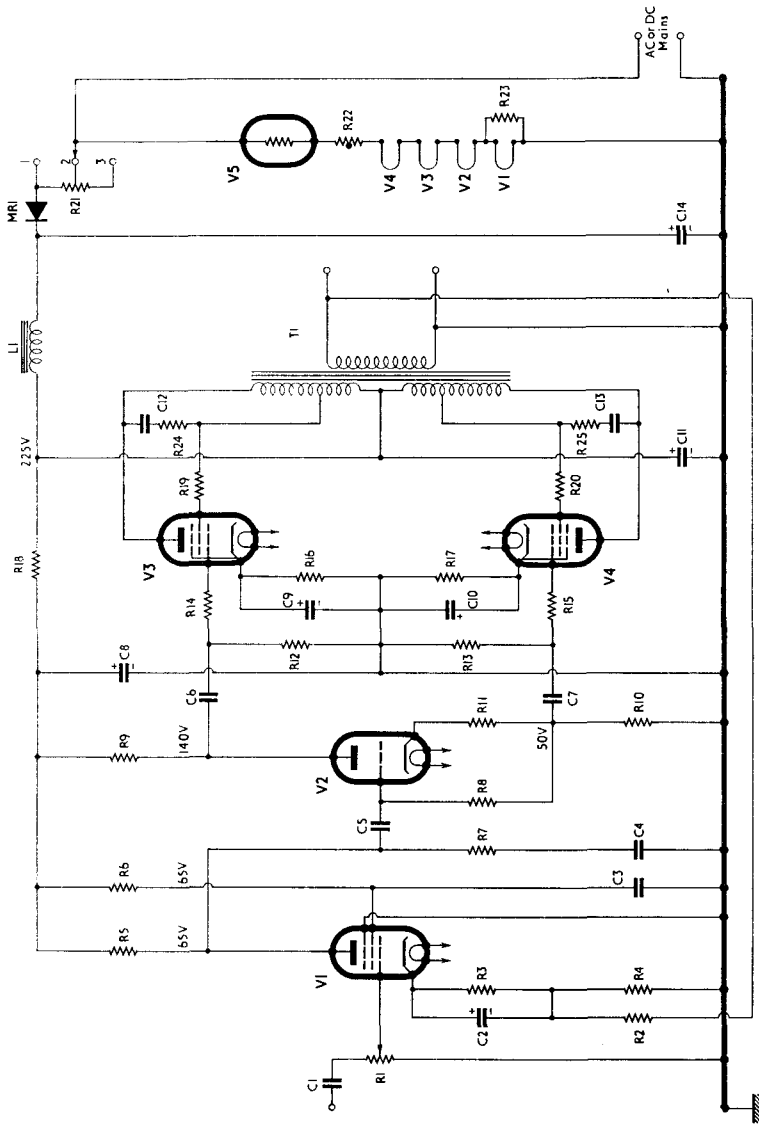 L1
MR1
1
2
3
R21
R18
225V
AC or DC
Mains
C8
R5
65V
R6
65V
R9
140V
C6
R14
V3
R19
R24
C12
T1
V5
R22
V4
V3
V2
V1
R23
C1
R1
V1
C5
V2
R12
C9
R16
R13
C10
R17
R8
R11
50V
C7
R15
V4
R20
R25
C13
C2
R3
R7
R2
R4
C3
C4
R10
C11
C14